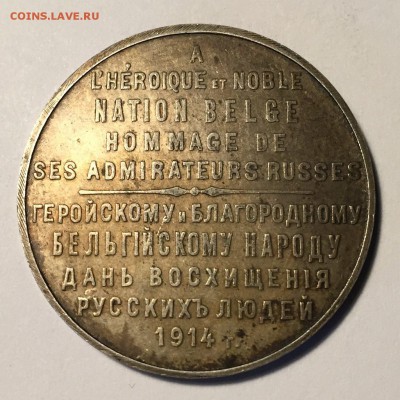 COINS.LAVE.RU
A
L'HÉROIQUE ET NOBLE
NATION BELGE
HOMMAGE DE
SES ADMIRATEURS RUSSES
ГЕРОЙСКОМУ и БЛАГОРОДНОМУ
БЕЛЬГІЙСКОМУ НАРОДУ
ДАНЬ ВОСХИЩЕНІЯ
РУССКИХЪ ЛЮДЕЙ
1914 г.